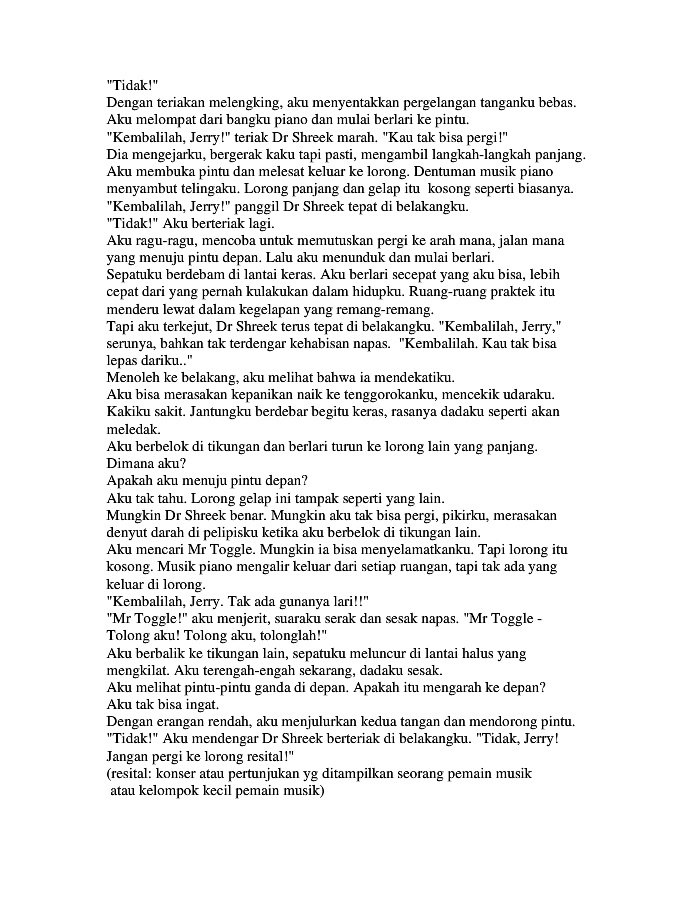 "Tidak!"
Dengan teriakan melengking, aku menyentakkan pergelangan tanganku bebas.
Aku melompat dari bangku piano dan mulai berlari ke pintu.
"Kembalilah, Jerry!" teriak Dr Shreek marah. "Kau tak bisa pergi!"
Dia mengejarku, bergerak kaku tapi pasti, mengambil langkah-langkah panjang.
Aku membuka pintu dan melesat keluar ke lorong. Dentuman musik piano
menyambut telingaku. Lorong panjang dan gelap itu  kosong seperti biasanya.
"Kembalilah, Jerry!" panggil Dr Shreek tepat di belakangku.
"Tidak!" Aku berteriak lagi.
Aku ragu-ragu, mencoba untuk memutuskan pergi ke arah mana, jalan mana
yang menuju pintu depan. Lalu aku menunduk dan mulai berlari.
Sepatuku berdebam di lantai keras. Aku berlari secepat yang aku bisa, lebih
cepat dari yang pernah kulakukan dalam hidupku. Ruang-ruang praktek itu
menderu lewat dalam kegelapan yang remang-remang.
Tapi aku terkejut, Dr Shreek terus tepat di belakangku. "Kembalilah, Jerry,"
serunya, bahkan tak terdengar kehabisan napas.  "Kembalilah. Kau tak bisa
lepas dariku.."
Menoleh ke belakang, aku melihat bahwa ia mendekatiku.
Aku bisa merasakan kepanikan naik ke tenggorokanku, mencekik udaraku.
Kakiku sakit. Jantungku berdebar begitu keras, rasanya dadaku seperti akan
meledak.
Aku berbelok di tikungan dan berlari turun ke lorong lain yang panjang.
Dimana aku?
Apakah aku menuju pintu depan?
Aku tak tahu. Lorong gelap ini tampak seperti yang lain.
Mungkin Dr Shreek benar. Mungkin aku tak bisa pergi, pikirku, merasakan
denyut darah di pelipisku ketika aku berbelok di tikungan lain.
Aku mencari Mr Toggle. Mungkin ia bisa menyelamatkanku. Tapi lorong itu
kosong. Musik piano mengalir keluar dari setiap ruangan, tapi tak ada yang
keluar di lorong.
"Kembalilah, Jerry. Tak ada gunanya lari!!"
"Mr Toggle!" aku menjerit, suaraku serak dan sesak napas. "Mr Toggle -
Tolong aku! Tolong aku, tolonglah!"
Aku berbalik ke tikungan lain, sepatuku meluncur di lantai halus yang
mengkilat. Aku terengah-engah sekarang, dadaku sesak.
Aku melihat pintu-pintu ganda di depan. Apakah itu mengarah ke depan?
Aku tak bisa ingat.
Dengan erangan rendah, aku menjulurkan kedua tangan dan mendorong pintu.
"Tidak!" Aku mendengar Dr Shreek berteriak di belakangku. "Tidak, Jerry!
Jangan pergi ke lorong resital!"
(resital: konser atau pertunjukan yg ditampilkan seorang pemain musik
atau kelompok kecil pemain musik)